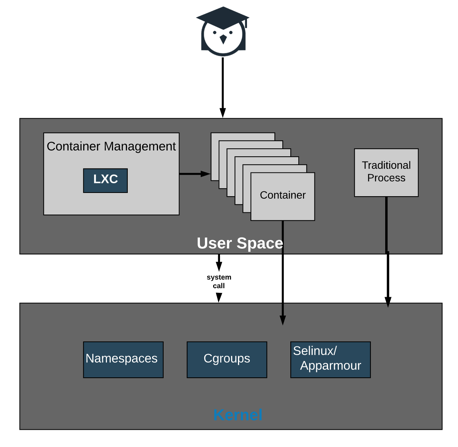 Container Management
LXC
Container
Traditional
Process
User Space
system
call
Namespaces
Cgroups
Selinux/
Apparmour
Kernel